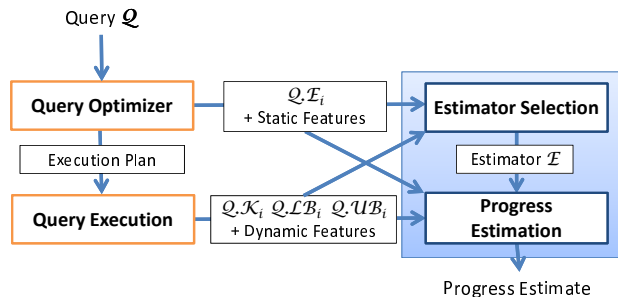 Query 𝓠
Query Optimizer
𝒬.ℰᵢ
+ Static Features
Estimator Selection
Execution Plan
Estimator ℰ
Query Execution
𝒬.𝒦ᵢ 𝒬.ℒℬᵢ 𝒬.𝒰ℬᵢ
+ Dynamic Features
Progress
Estimation
Progress Estimate